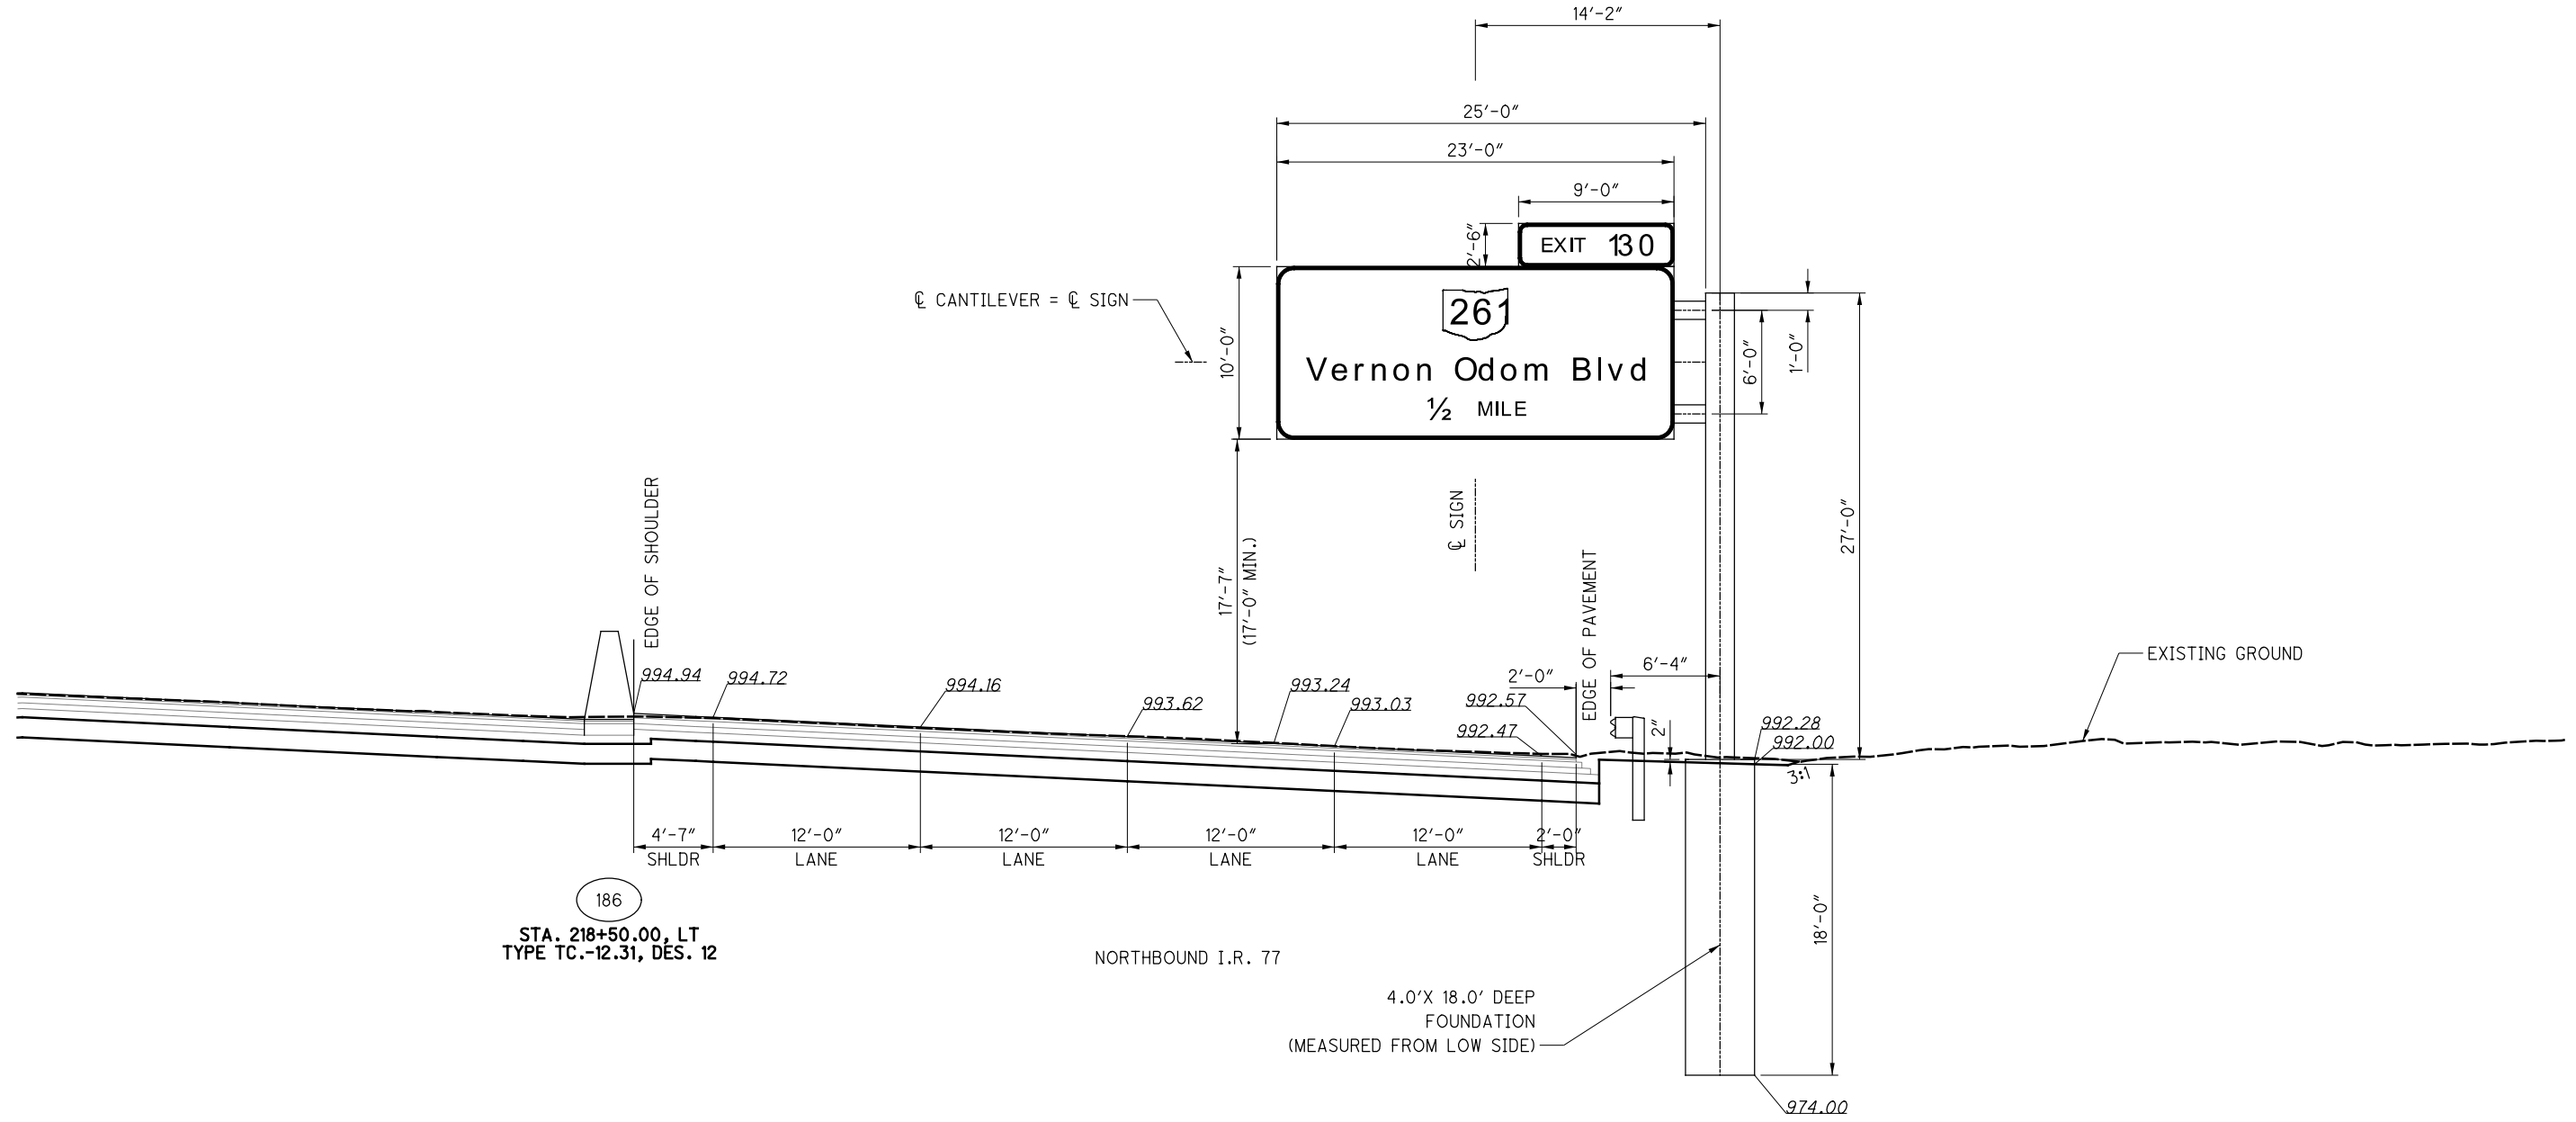 14'-2"
25'-0"
23'-0"
9'-0"
2'-6"
EXIT 130
℄ CANTILEVER = ℄ SIGN
10'-0"
261
Vernon Odom Blvd
½ MILE
6'-0"
1'-0"
27'-0"
EDGE OF SHOULDER
17'-7"
(17'-0" MIN.)
℄ SIGN
EDGE OF PAVEMENT
994.94
994.72
994.16
993.62
993.24
993.03
992.57
992.47
2'-0"
6'-4"
2"
992.28
992.00
3:1
EXISTING GROUND
4'-7"
SHLDR
12'-0"
LANE
12'-0"
LANE
12'-0"
LANE
12'-0"
LANE
2'-0"
SHLDR
186
STA. 218+50.00, LT
TYPE TC.-12.31, DES. 12
NORTHBOUND I.R. 77
18'-0"
4.0'X 18.0' DEEP
FOUNDATION
(MEASURED FROM LOW SIDE)
974.00